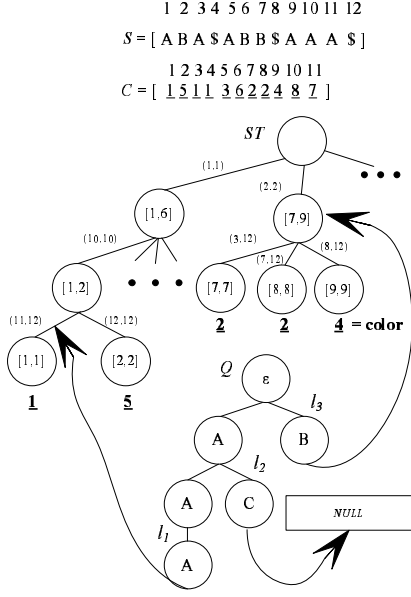 1 2 3 4 5 6 7 8 9 10 11 12
S = [ A B A $ A B B $ A A A $ ]
1 2 3 4 5 6 7 8 9 10 11
C = [ 1 5 1 1 3 6 2 2 4 8 7 ]
ST
(1,1)
(2,2)
[1,6]
[7,9]
(10,10)
(3,12)
(7,12)
(8,12)
[1,2]
[7,7]
[8,8]
[9,9]
2
2
4 = color
(11,12)
(12,12)
[1,1]
[2,2]
1
5
Q
ε
l3
A
B
l2
A
C
NULL
l1
A